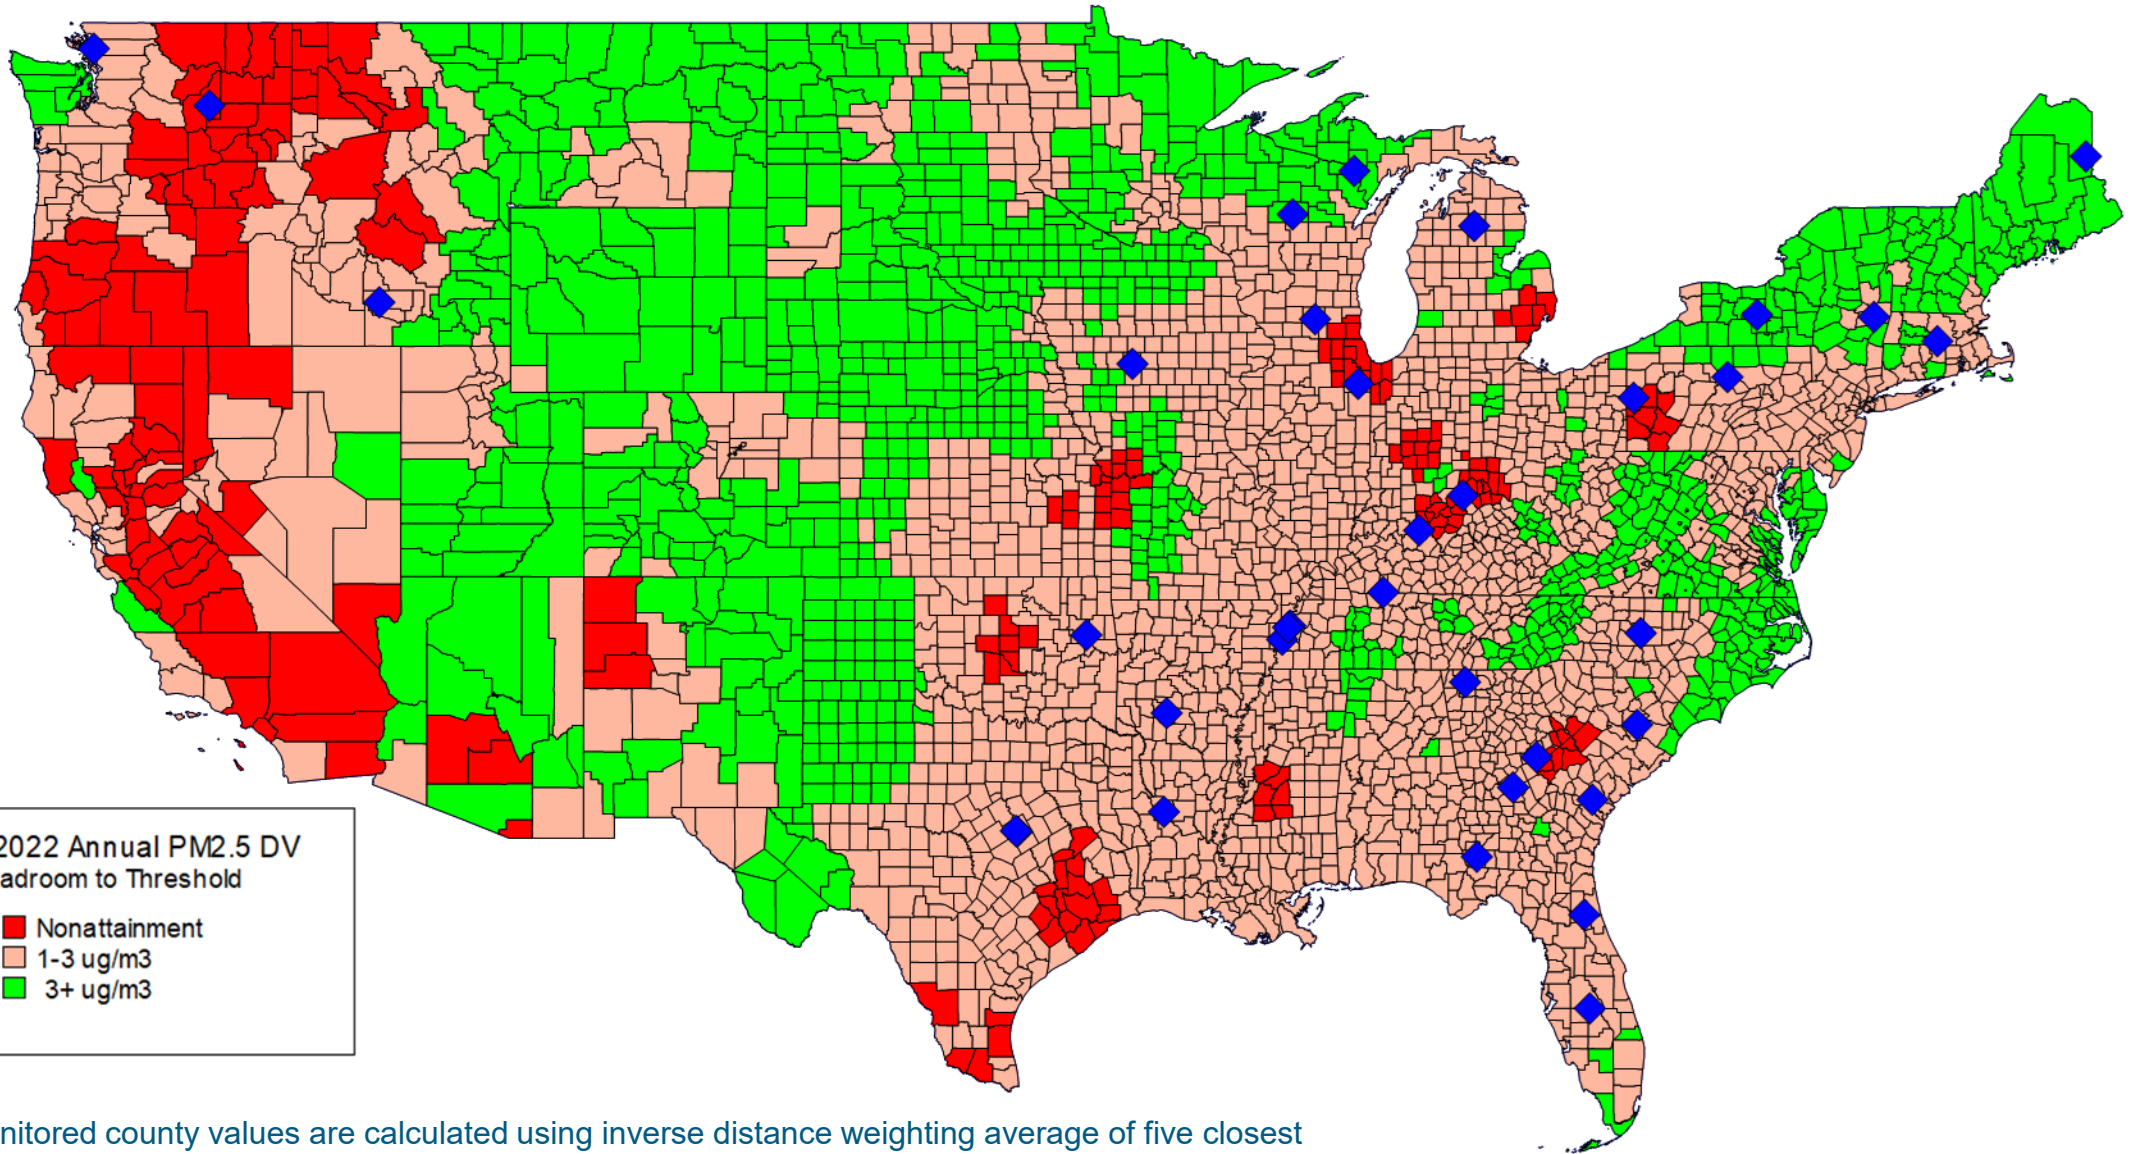 2022 Annual PM2.5 DV
adroom to Threshold
Nonattainment
1-3 ug/m3
3+ ug/m3
nitored county values are calculated using inverse distance weighting average of five closest